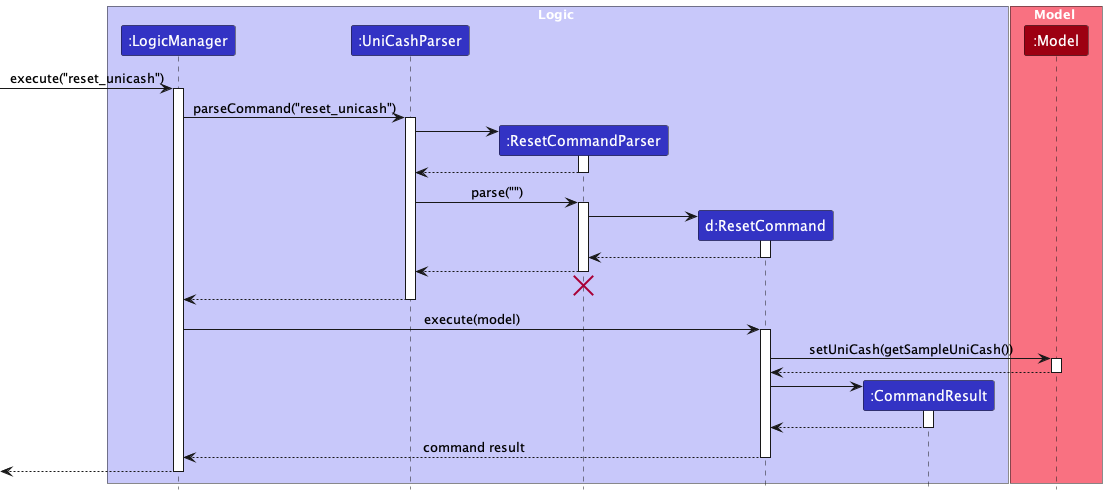 Logic
Model
:LogicManager
:UniCashParser
:Model
execute("reset_unicash")
parseCommand("reset_unicash")
:ResetCommandParser
parse("")
d:ResetCommand
execute(model)
setUniCash(getSampleUniCash())
:CommandResult
command result